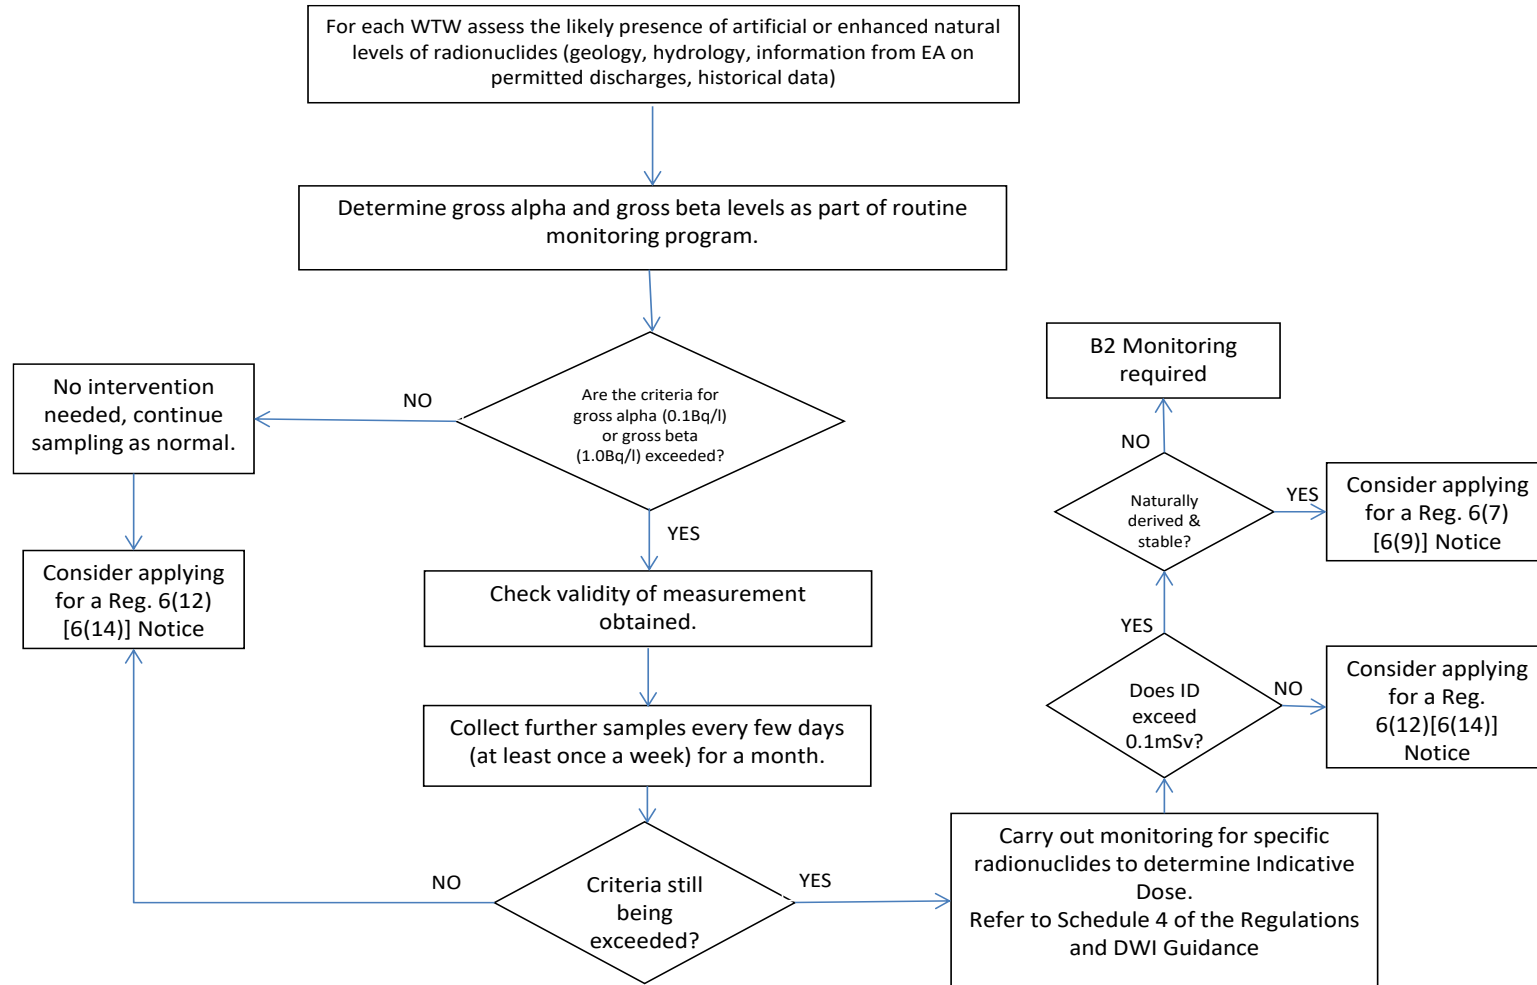 For each WTW assess the likely presence of artificial or enhanced natural
levels of radionuclides (geology, hydrology, information from EA on
permitted discharges, historical data)
Determine gross alpha and gross beta levels as part of routine
monitoring program.
Are the criteria for
gross alpha (0.1Bq/l)
or gross beta
(1.0Bq/l) exceeded?
NO
No intervention
needed, continue
sampling as normal.
Consider applying
for a Reg. 6(12)
[6(14)] Notice
YES
Check validity of measurement
obtained.
Collect further samples every few days
(at least once a week) for a month.
Criteria still
being
exceeded?
NO
YES
Carry out monitoring for specific
radionuclides to determine Indicative
Dose.
Refer to Schedule 4 of the Regulations
and DWI Guidance
Does ID
exceed
0.1mSv?
NO
Consider applying
for a Reg.
6(12)[6(14)]
Notice
YES
Naturally
derived &
stable?
YES
Consider applying
for a Reg. 6(7)
[6(9)] Notice
NO
B2 Monitoring
required